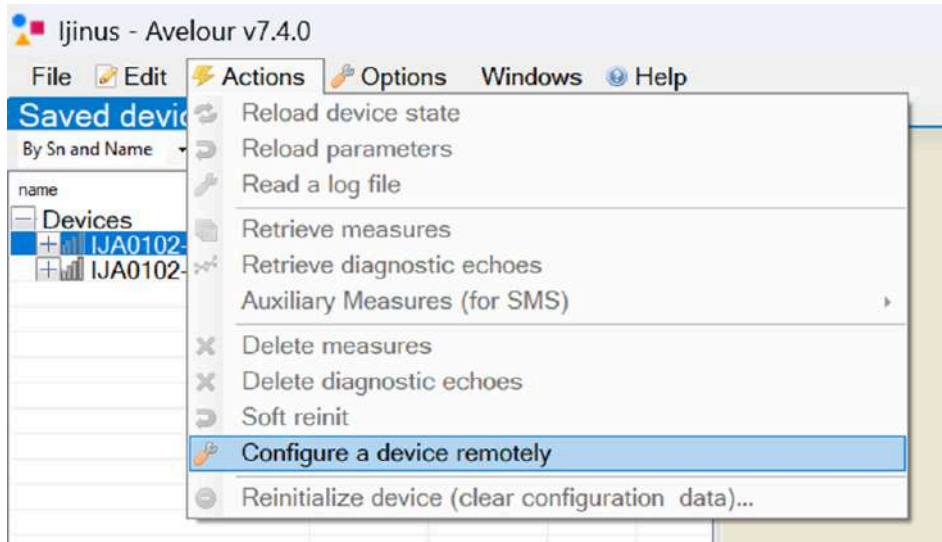 Ijinus - Avelour v7.4.0
File Edit Actions Options Windows Help
Saved devic
By Sn and Name
name
Devices
IJA0102-
IJA0102-
Reload device state
Reload parameters
Read a log file
Retrieve measures
Retrieve diagnostic echoes
Auxiliary Measures (for SMS)
Delete measures
Delete diagnostic echoes
Soft reinit
Configure a device remotely
Reinitialize device (clear configuration data)...